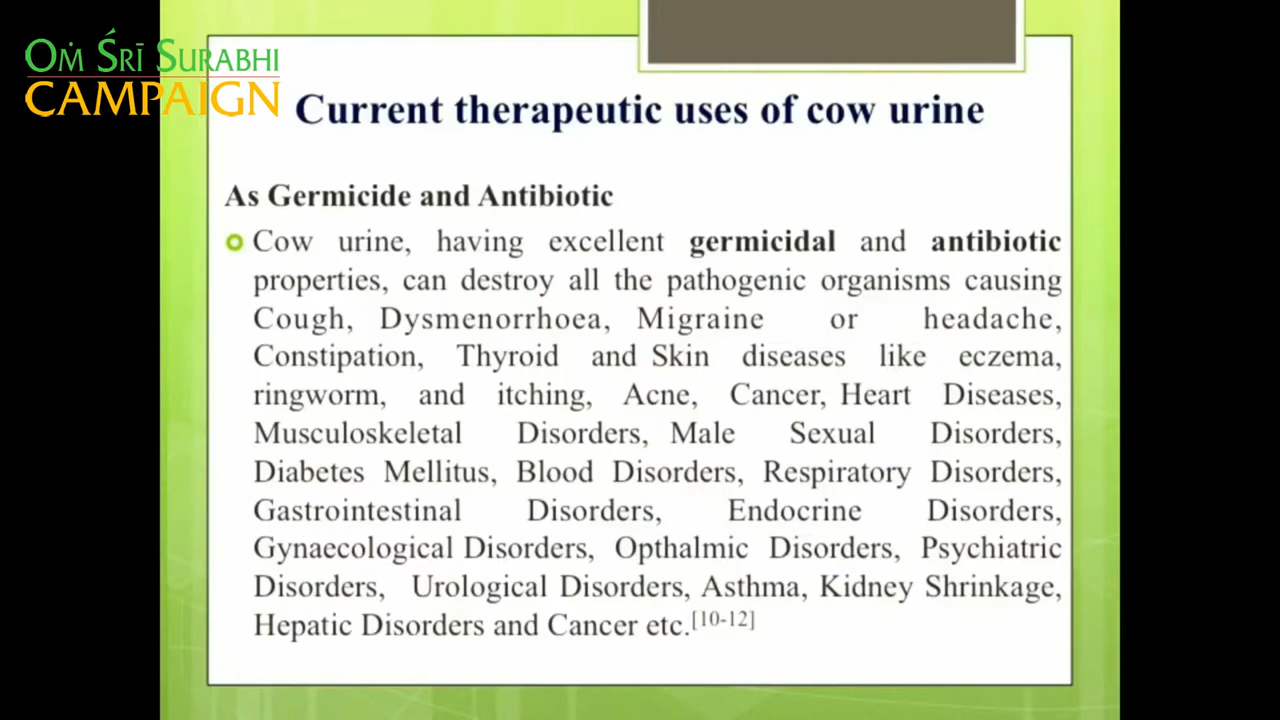 OṀ ŚRĪ SURABHI
CAMPAIGN
Current therapeutic uses of cow urine
As Germicide and Antibiotic
Cow urine, having excellent germicidal and antibiotic
properties, can destroy all the pathogenic organisms causing
Cough, Dysmenorrhoea, Migraine or headache,
Constipation, Thyroid and Skin diseases like eczema,
ringworm, and itching, Acne, Cancer, Heart Diseases,
Musculoskeletal Disorders, Male Sexual Disorders,
Diabetes Mellitus, Blood Disorders, Respiratory Disorders,
Gastrointestinal Disorders, Endocrine Disorders,
Gynaecological Disorders, Opthalmic Disorders, Psychiatric
Disorders, Urological Disorders, Asthma, Kidney Shrinkage,
Hepatic Disorders and Cancer etc.[10-12]